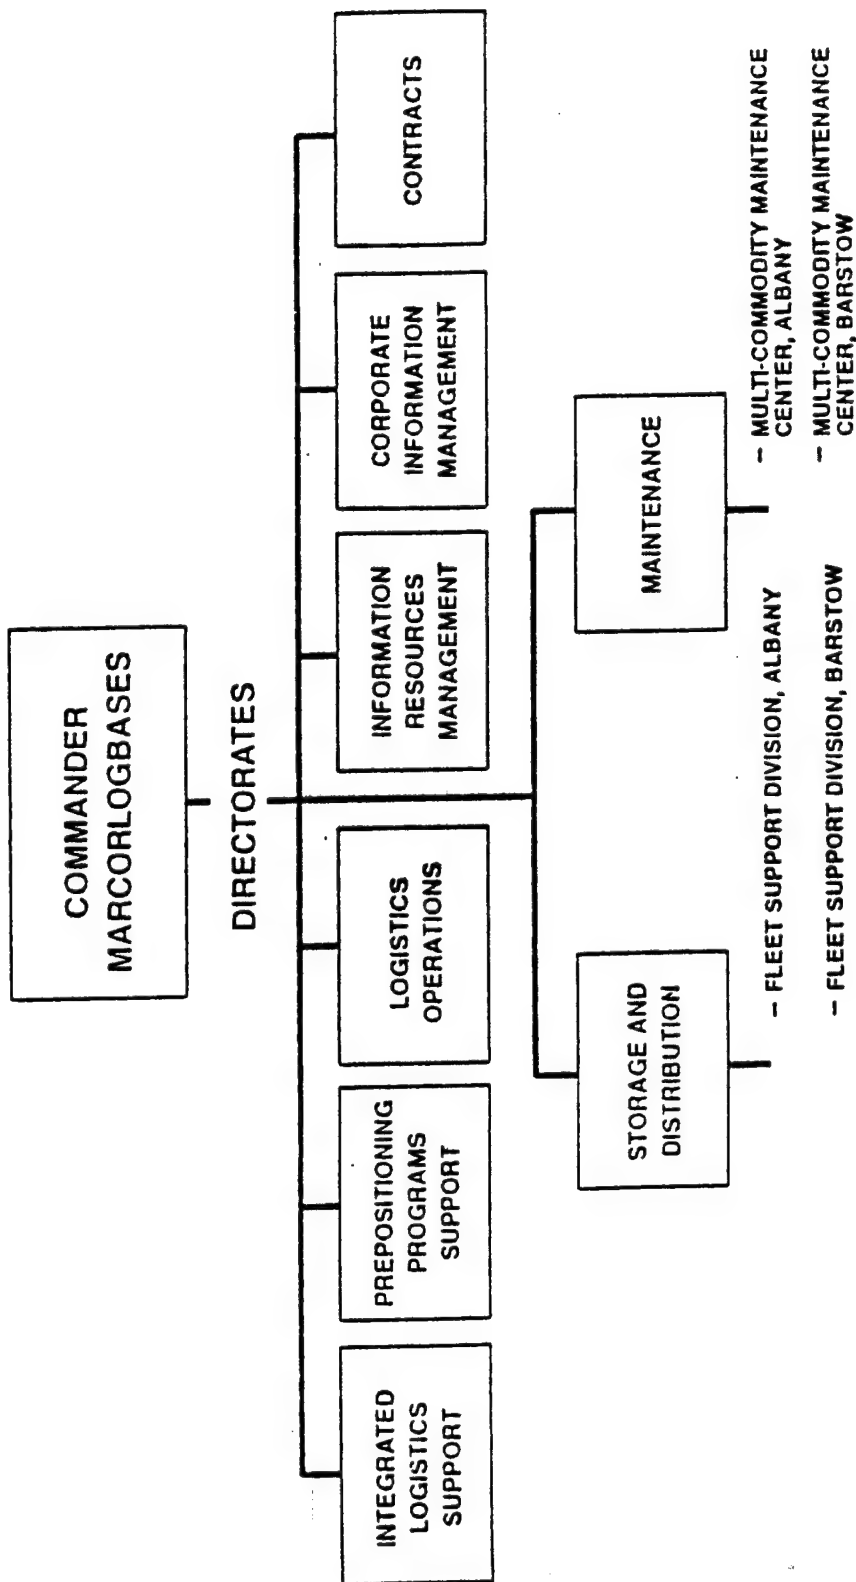 COMMANDER
MARCORLOGBASES
DIRECTORATES
INTEGRATED
LOGISTICS
SUPPORT
PREPOSITIONING
PROGRAMS
SUPPORT
LOGISTICS
OPERATIONS
INFORMATION
RESOURCES
MANAGEMENT
CORPORATE
INFORMATION
MANAGEMENT
CONTRACTS
STORAGE AND
DISTRIBUTION
– FLEET SUPPORT DIVISION, ALBANY
– FLEET SUPPORT DIVISION, BARSTOW
MAINTENANCE
– MULTI-COMMODITY MAINTENANCE
CENTER, ALBANY
– MULTI-COMMODITY MAINTENANCE
CENTER, BARSTOW